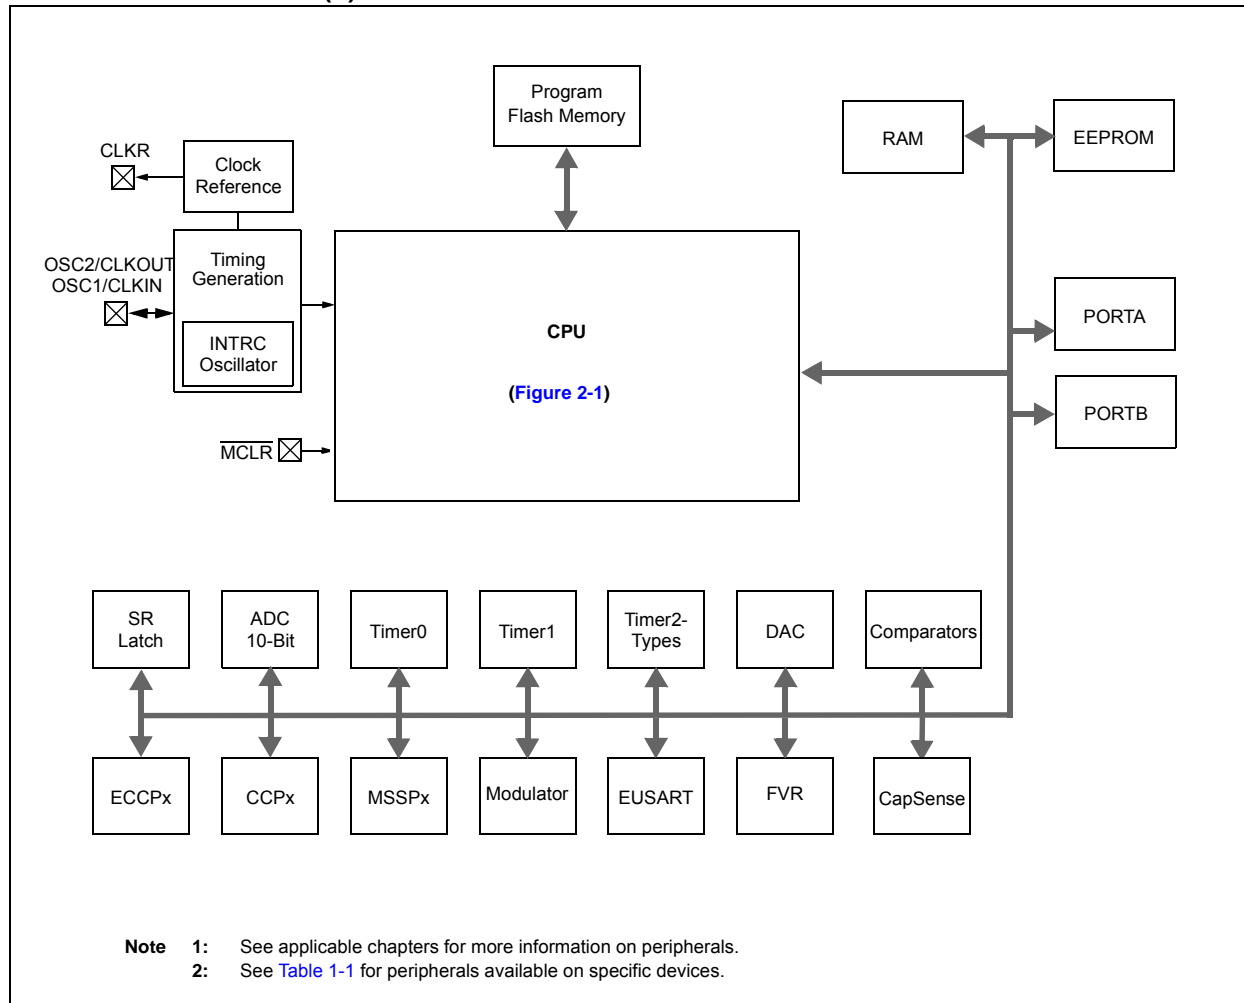 Program
Flash Memory
RAM
EEPROM
CLKR
Clock
Reference
OSC2/CLKOUT
OSC1/CLKIN
Timing
Generation
INTRC
Oscillator
CPU
(Figure 2-1)
MCLR
PORTA
PORTB
SR
Latch
ADC
10-Bit
Timer0
Timer1
Timer2-
Types
DAC
Comparators
ECCPx
CCPx
MSSPx
Modulator
EUSART
FVR
CapSense
Note 1: See applicable chapters for more information on peripherals.
2: See Table 1-1 for peripherals available on specific devices.